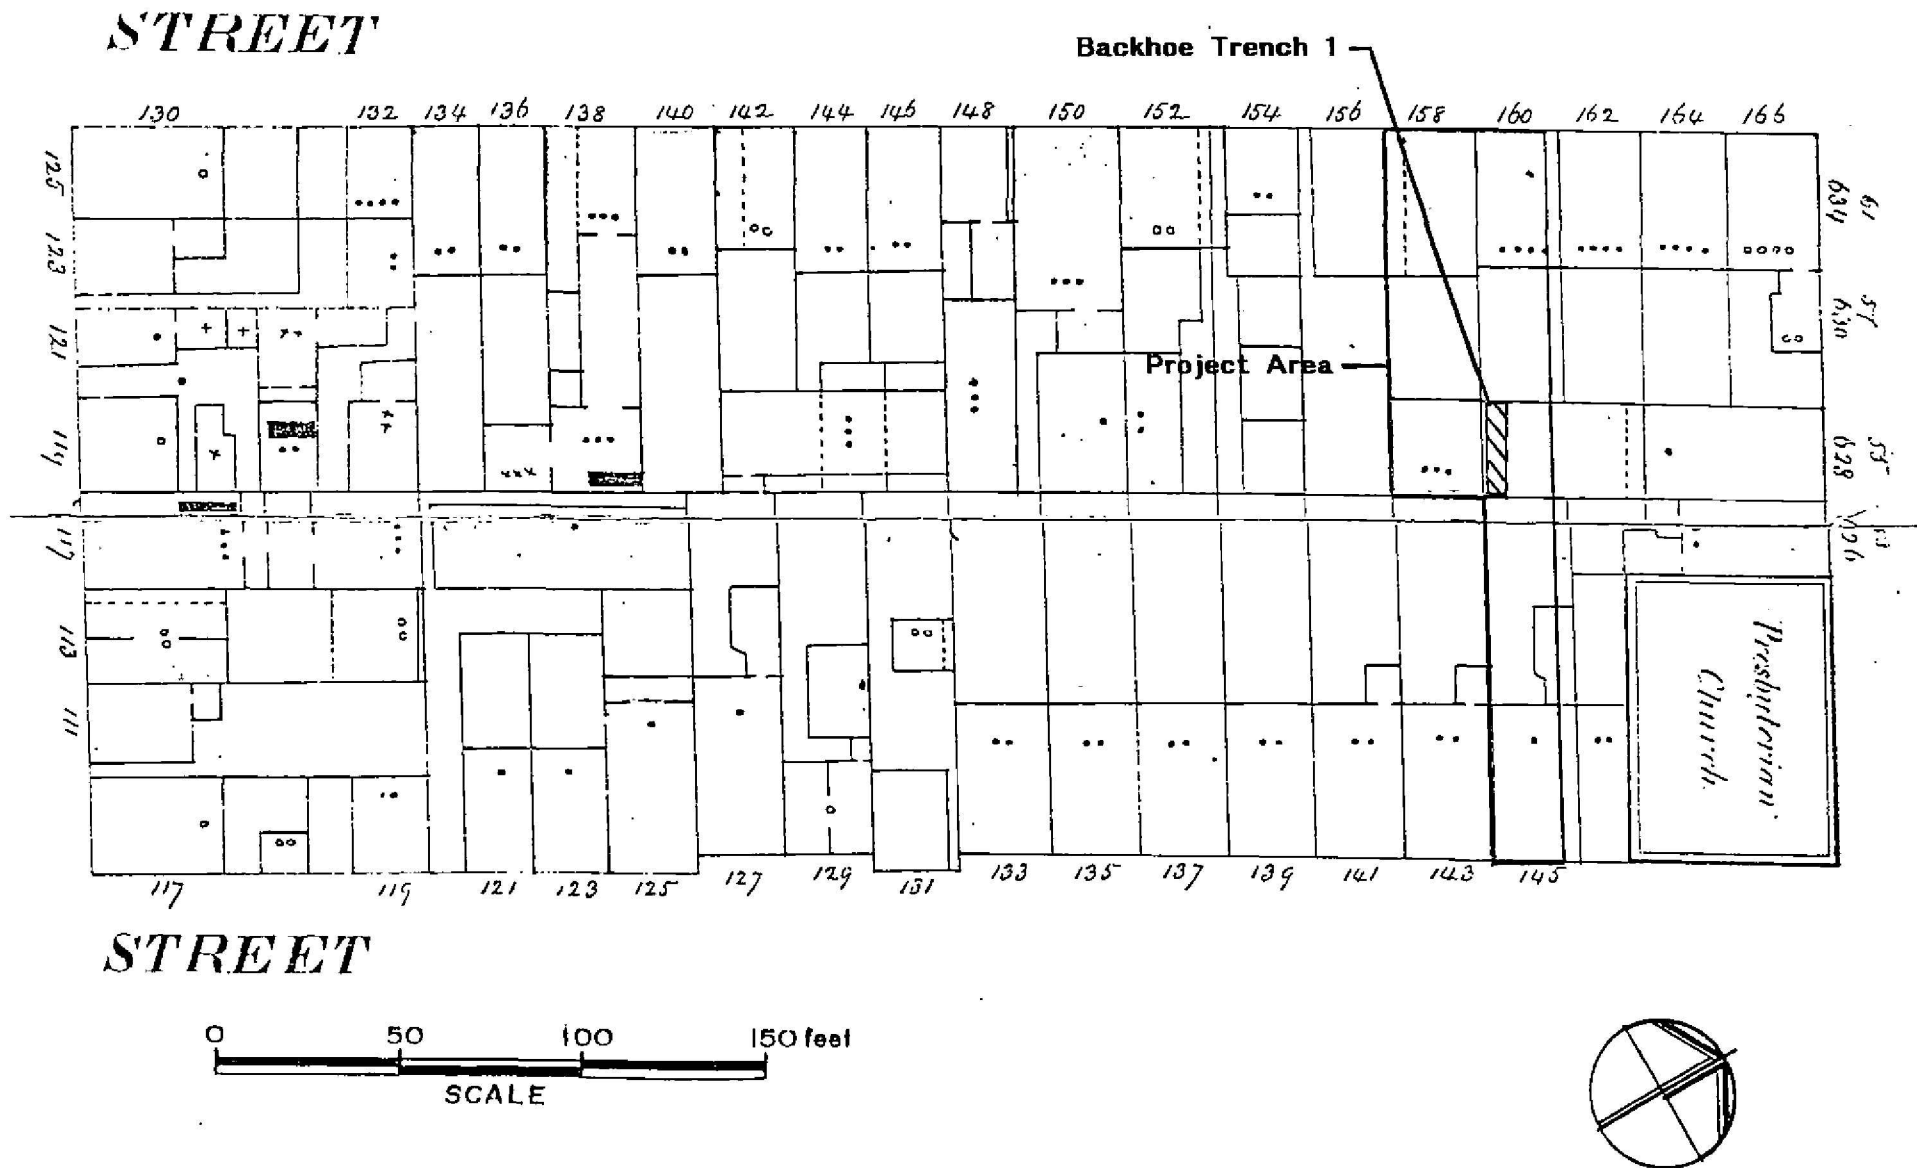 STREET
Backhoe Trench 1
130 132 134 136 138 140 142 144 146 148 150 152 154 156 158 160 162 164 166
125
123
121
119
117
113
111
61
634
57
630
55
628
Project Area
Presbyterian
Church
117 119 121 123 125 127 129 131 133 135 137 139 141 143 145
STREET
0 50 100 150 feet
SCALE